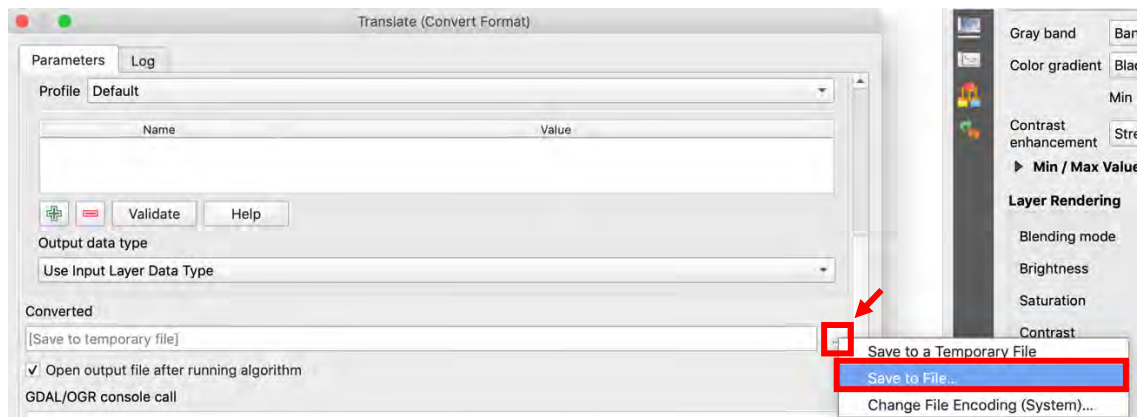 Translate (Convert Format)
Parameters
Log
Profile
Default
Name
Value
Validate
Help
Output data type
Use Input Layer Data Type
Converted
[Save to temporary file]
Open output file after running algorithm
GDAL/OGR console call
Save to a Temporary File
Save to File...
Change File Encoding (System)...
Gray band
Ban
Color gradient
Blac
Min
Contrast
enhancement
Stre
Min / Max Value
Layer Rendering
Blending mode
Brightness
Saturation
Contrast